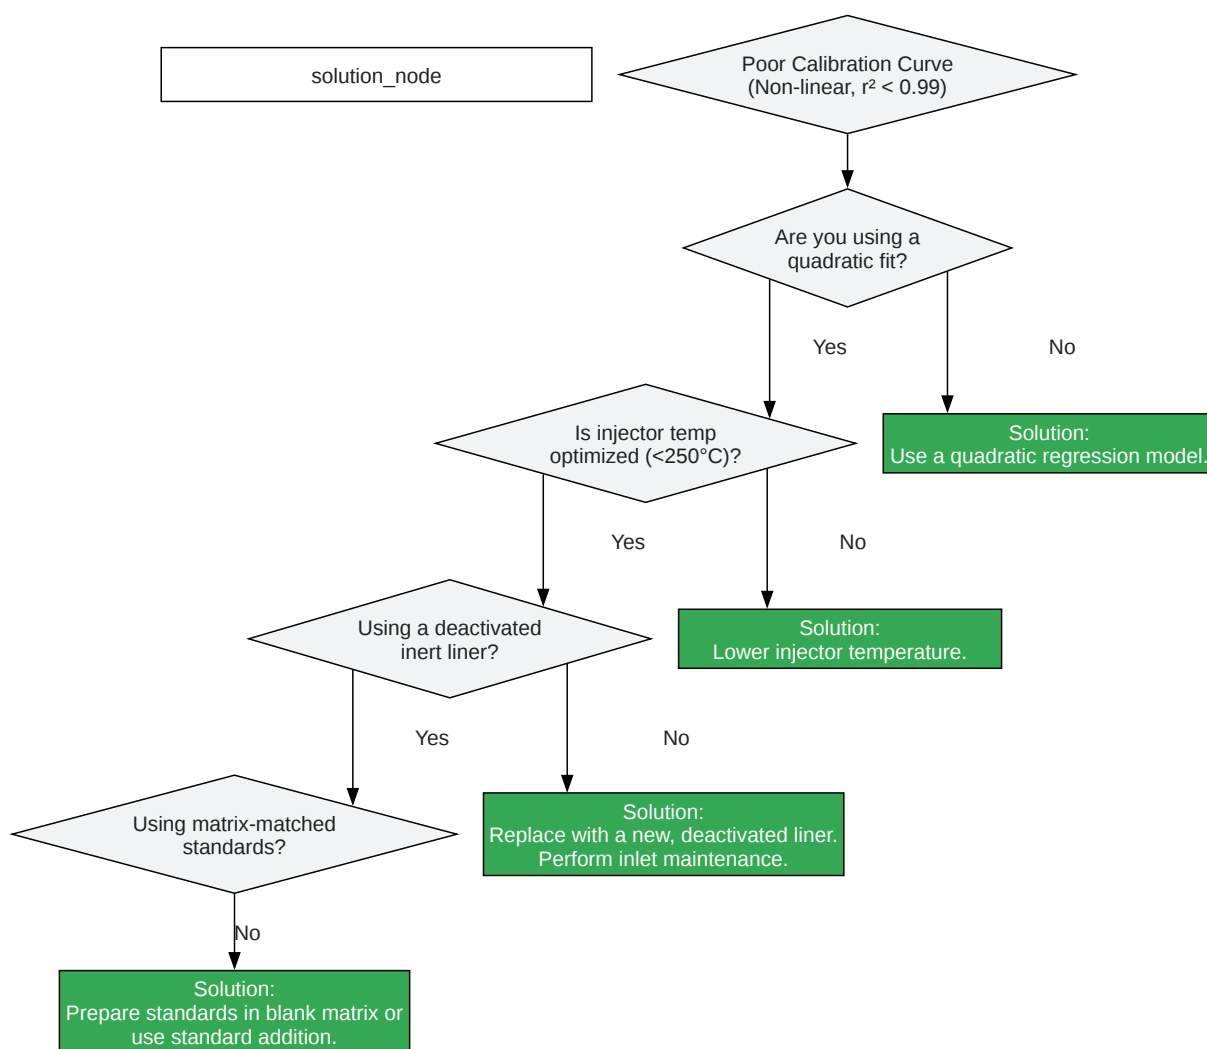 solution_node
Poor Calibration Curve
(Non-linear, r² < 0.99)
Are you using a
quadratic fit?
Yes
No
Is injector temp
optimized (<250°C)?
Solution:
Use a quadratic regression model.
Yes
No
Using a deactivated
inert liner?
Solution:
Lower injector temperature.
Yes
No
Using matrix-matched
standards?
Solution:
Replace with a new, deactivated liner.
Perform inlet maintenance.
No
Solution:
Prepare standards in blank matrix or
use standard addition.